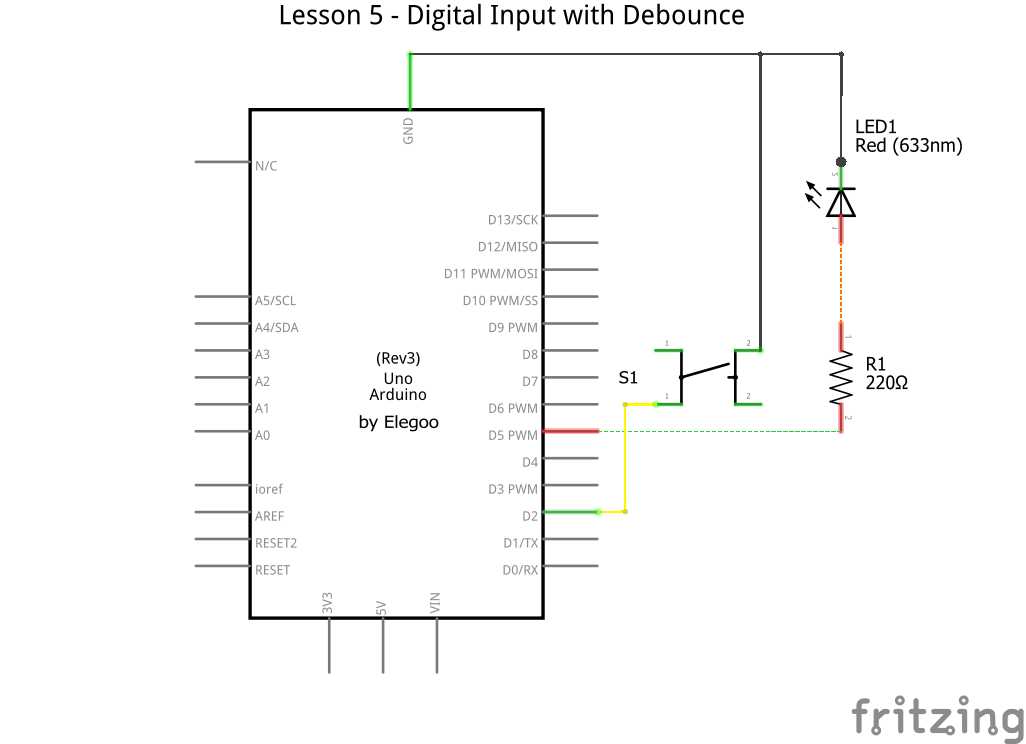 Lesson 5 - Digital Input with Debounce
GND
N/C
A5/SCL
A4/SDA
A3
A2
A1
A0
ioref
AREF
RESET2
RESET
(Rev3)
Uno
Arduino
by Elegoo
D13/SCK
D12/MISO
D11 PWM/MOSI
D10 PWM/SS
D9 PWM
D8
D7
D6 PWM
D5 PWM
D4
D3 PWM
D2
D1/TX
D0/RX
3V3
5V
VIN
S1
1
2
1
2
LED1
Red (633nm)
1
1
R1
220Ω
2
fritzing